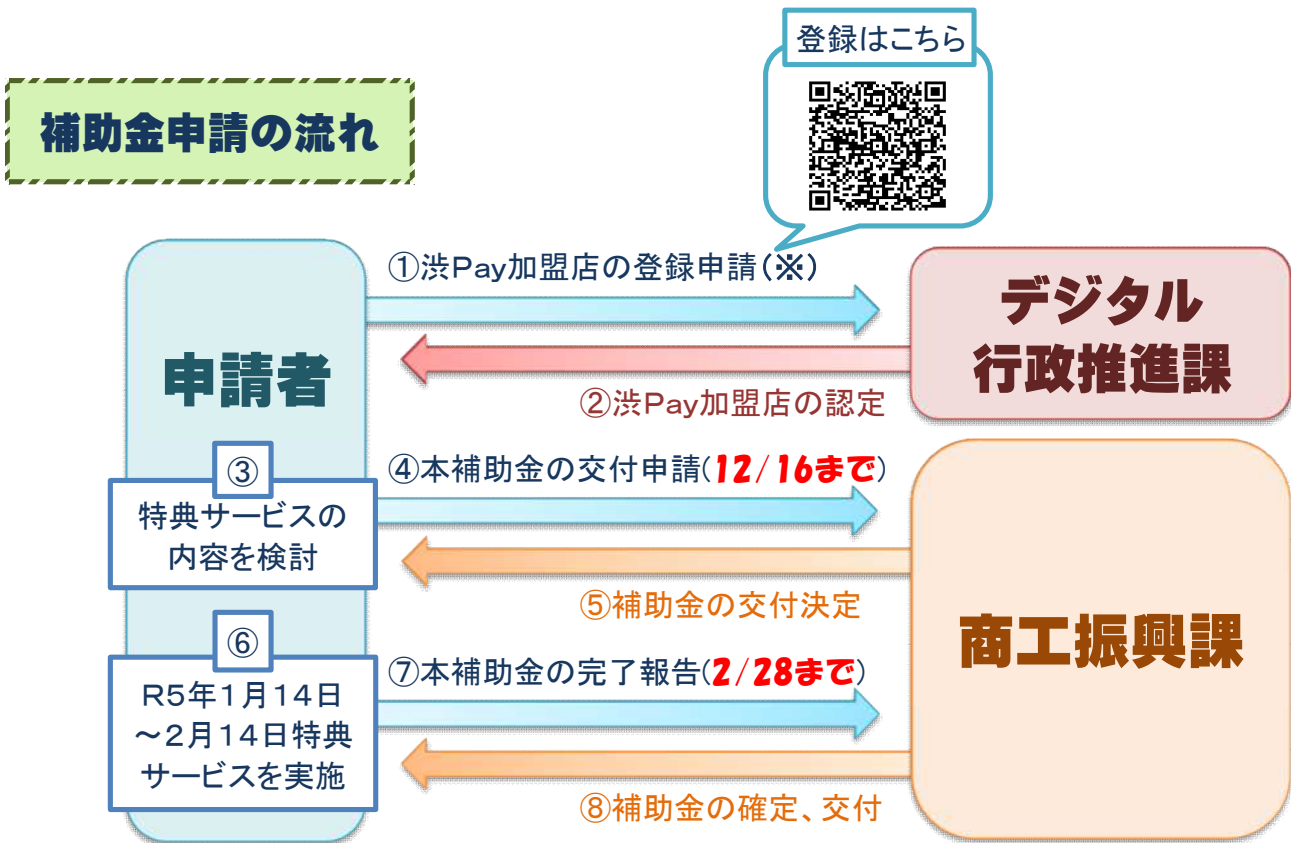 登録はこちら
補助金申請の流れ
①渋Pay加盟店の登録申請(※)
デジタル
行政推進課
申請者
②渋Pay加盟店の認定
③
特典サービスの
内容を検討
④本補助金の交付申請(12/16まで)
⑤補助金の交付決定
商工振興課
⑥
R5年1月14日
～2月14日特典
サービスを実施
⑦本補助金の完了報告(2/28まで)
⑧補助金の確定、交付